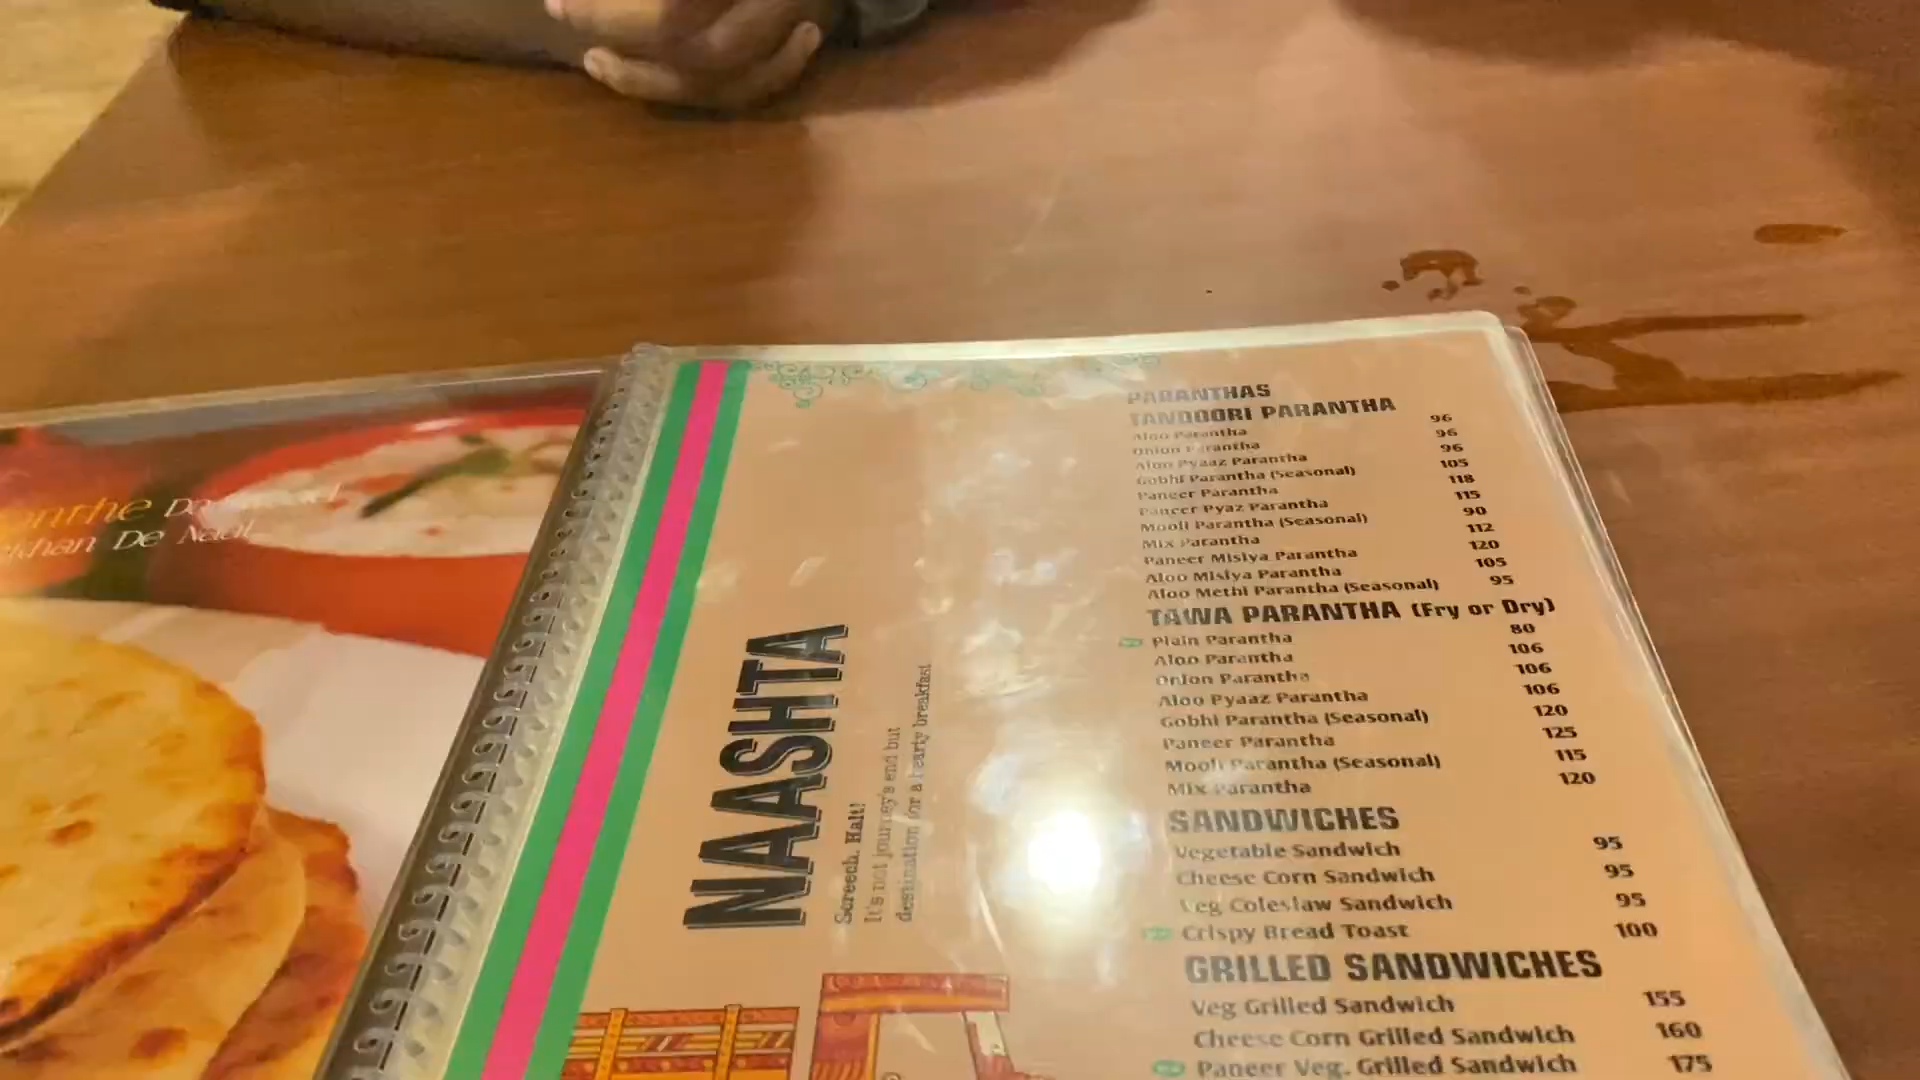 De Naal
NAASHTA
Screech. Halt!
It's not journey's end but
destination for a hearty breakfast
PARANTHAS
TANDOORI PARANTHA
Aloo Parantha 96
Onion Parantha 96
Aloo Pyaaz Parantha 96
Gobhi Parantha (Seasonal) 105
Paneer Parantha 118
Paneer Pyaz Parantha 115
Mooli Parantha (Seasonal) 90
Mix Parantha 112
Paneer Misiya Parantha 120
Aloo Misiya Parantha 105
Aloo Methi Parantha (Seasonal) 95
TAWA PARANTHA (Fry or Dry)
Plain Parantha 80
Aloo Parantha 106
Onion Parantha 106
Aloo Pyaaz Parantha 106
Gobhi Parantha (Seasonal) 120
Paneer Parantha 125
Mooli Parantha (Seasonal) 115
Mix Parantha 120
SANDWICHES
Vegetable Sandwich 95
Cheese Corn Sandwich 95
Veg Coleslaw Sandwich 95
Crispy Bread Toast 100
GRILLED SANDWICHES
Veg Grilled Sandwich 155
Cheese Corn Grilled Sandwich 160
Paneer Veg. Grilled Sandwich 175